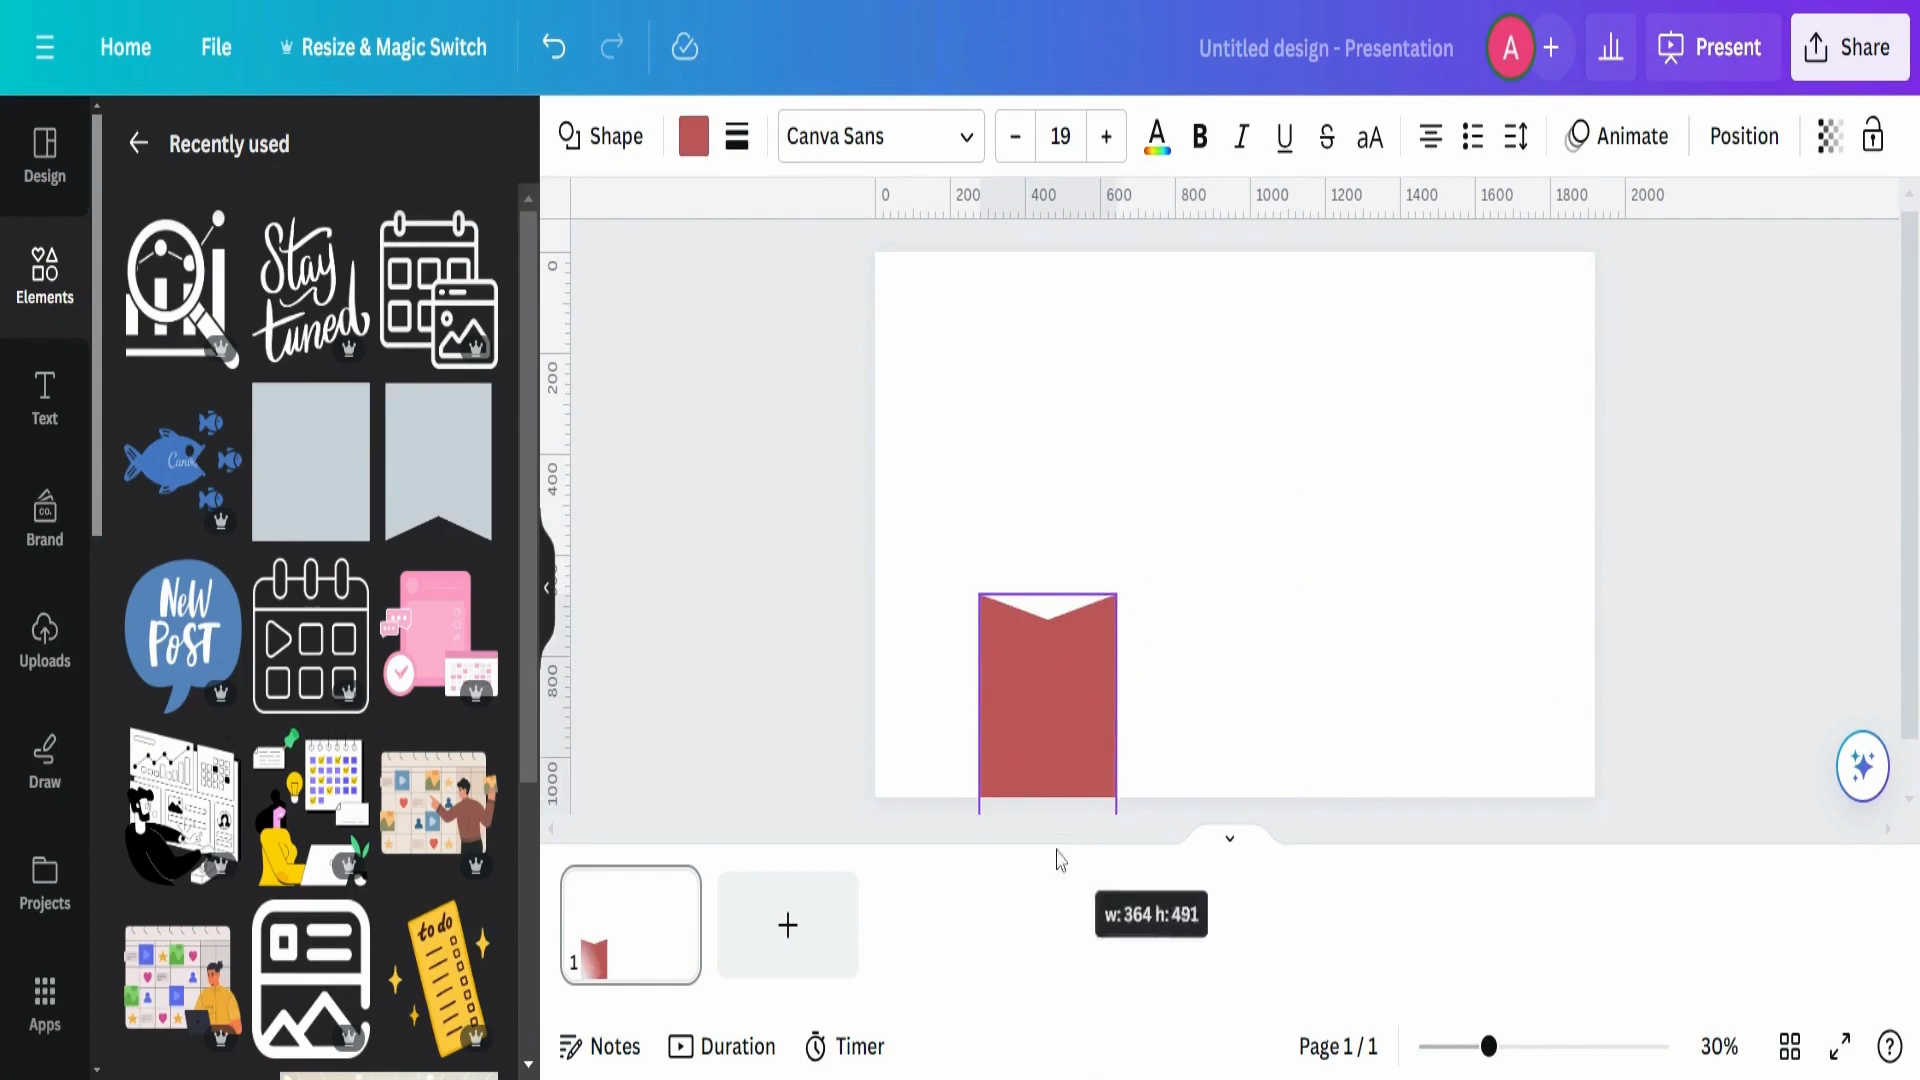 Home File Resize & Magic Switch Untitled design - Presentation A + Present Share
Design
Elements
Text
Brand
CO.
Uploads
Draw
Projects
Apps
Recently used
Stay tuned
Canva
NEW POST
to do
Shape Canva Sans – 19 + A B I U S aA Animate Position
0 200 400 600 800 1000 1200 1400 1600 1800 2000
0
200
400
800
1000
w: 364 h: 491
1
+
Notes Duration Timer Page 1 / 1 30% ?